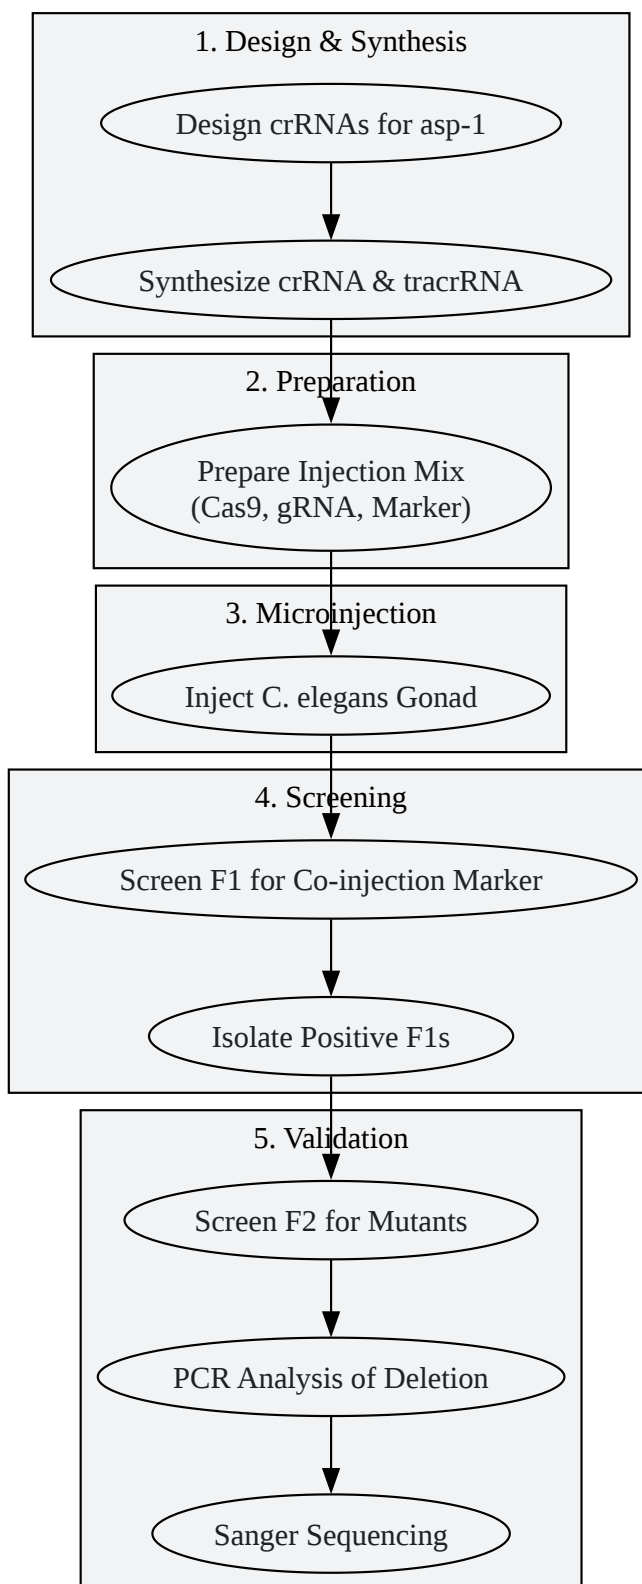 1. Design & Synthesis
Design crRNAs for asp-1
Synthesize crRNA & tracrRNA
2. Preparation
Prepare Injection Mix
(Cas9, gRNA, Marker)
3. Microinjection
Inject C. elegans Gonad
4. Screening
Screen F1 for Co-injection Marker
Isolate Positive F1s
5. Validation
Screen F2 for Mutants
PCR Analysis of Deletion
Sanger Sequencing